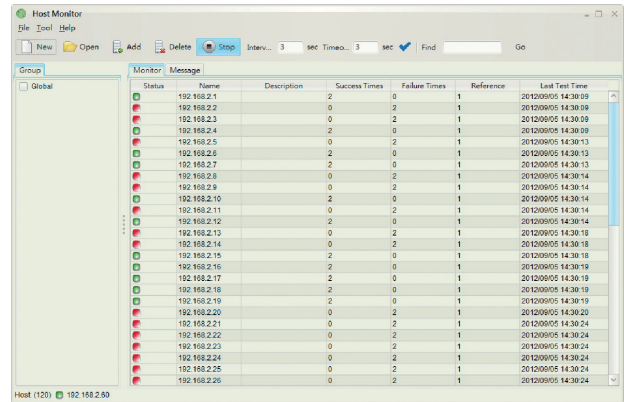 Host Monitor
File Tool Help
New Open Add Delete Stop Interv... 3 sec Timeo... 3 sec Find Go
Group Monitor Message
Global
Status Name Description Success Times Failure Times Reference Last Test Time
192.168.2.1 2 0 1 2012/09/05 14:30:09
192.168.2.2 0 2 1 2012/09/05 14:30:09
192.168.2.3 0 2 1 2012/09/05 14:30:09
192.168.2.4 2 0 1 2012/09/05 14:30:09
192.168.2.5 0 2 1 2012/09/05 14:30:13
192.168.2.6 2 0 1 2012/09/05 14:30:13
192.168.2.7 2 0 1 2012/09/05 14:30:13
192.168.2.8 0 2 1 2012/09/05 14:30:14
192.168.2.9 0 2 1 2012/09/05 14:30:14
192.168.2.10 2 0 1 2012/09/05 14:30:14
192.168.2.11 0 2 1 2012/09/05 14:30:14
192.168.2.12 2 0 1 2012/09/05 14:30:14
192.168.2.13 0 2 1 2012/09/05 14:30:18
192.168.2.14 0 2 1 2012/09/05 14:30:18
192.168.2.15 2 0 1 2012/09/05 14:30:18
192.168.2.16 2 0 1 2012/09/05 14:30:19
192.168.2.17 2 0 1 2012/09/05 14:30:19
192.168.2.18 2 0 1 2012/09/05 14:30:19
192.168.2.19 2 0 1 2012/09/05 14:30:19
192.168.2.20 0 2 1 2012/09/05 14:30:20
192.168.2.21 0 2 1 2012/09/05 14:30:24
192.168.2.22 0 2 1 2012/09/05 14:30:24
192.168.2.23 0 2 1 2012/09/05 14:30:24
192.168.2.24 0 2 1 2012/09/05 14:30:24
192.168.2.25 0 2 1 2012/09/05 14:30:24
192.168.2.26 0 2 1 2012/09/05 14:30:24
Host (120) 192.168.2.60